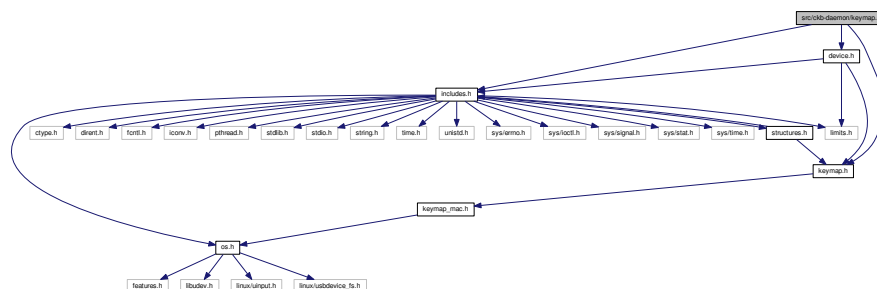 src/ckb-daemon/keymap.
device.h
includes.h
ctype.h
dirent.h
fcntl.h
iconv.h
pthread.h
stdlib.h
stdio.h
string.h
time.h
unistd.h
sys/errno.h
sys/ioctl.h
sys/signal.h
sys/stat.h
sys/time.h
structures.h
limits.h
keymap.h
keymap_mac.h
os.h
features.h
libudev.h
linux/uinput.h
linux/usbdevice_fs.h